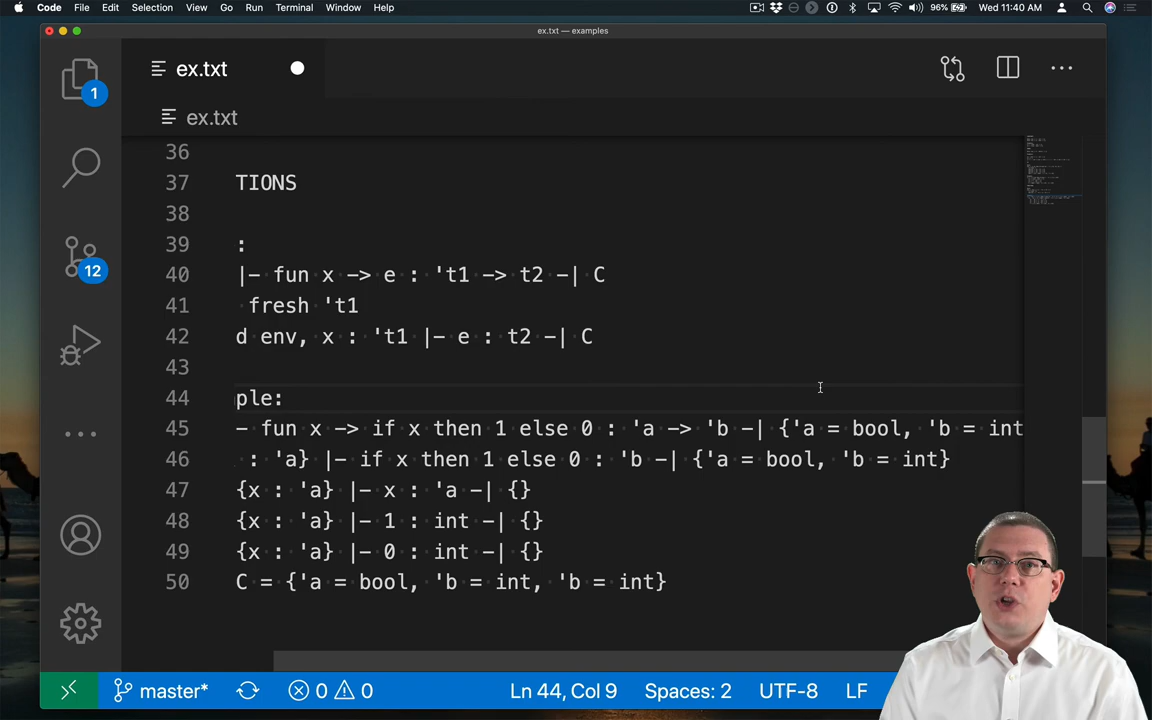 Code File Edit Selection View Go Run Terminal Window Help 96% Wed 11:40 AM
ex.txt — examples
ex.txt
1
ex.txt
36
37 TIONS
38
39 :
40 |- fun x -> e : 't1 -> t2 -| C
41 fresh 't1
42 d env, x : 't1 |- e : t2 -| C
43
44 ple:
45 - fun x -> if x then 1 else 0 : 'a -> 'b -| {'a = bool, 'b = int
46 : 'a} |- if x then 1 else 0 : 'b -| {'a = bool, 'b = int}
47 {x : 'a} |- x : 'a -| {}
48 {x : 'a} |- 1 : int -| {}
49 {x : 'a} |- 0 : int -| {}
50 C = {'a = bool, 'b = int, 'b = int}
12
master* 0 0 Ln 44, Col 9 Spaces: 2 UTF-8 LF